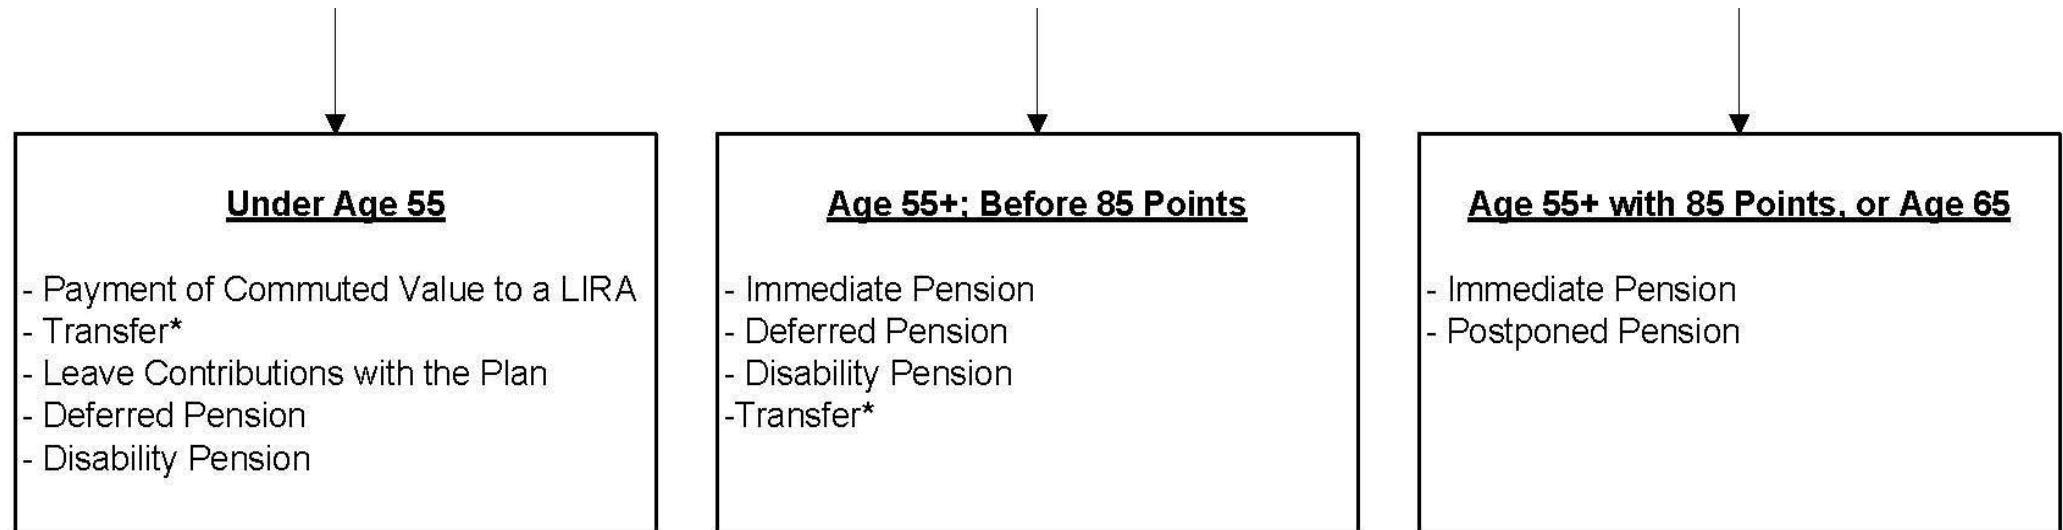 Under Age 55
- Payment of Commuted Value to a LIRA
- Transfer*
- Leave Contributions with the Plan
- Deferred Pension
- Disability Pension
Age 55+; Before 85 Points
- Immediate Pension
- Deferred Pension
- Disability Pension
-Transfer*
Age 55+ with 85 Points, or Age 65
- Immediate Pension
- Postponed Pension